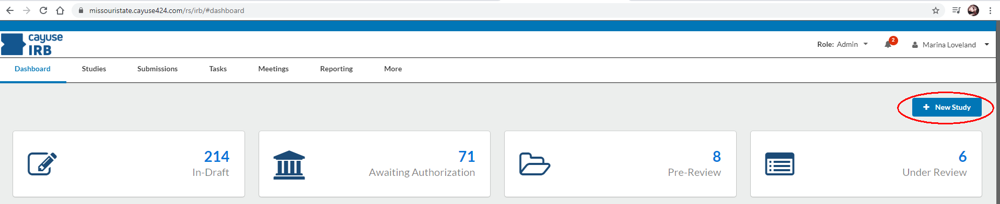 missouristate.cayuse424.com/rs/irb/#dashboard
cayuse
IRB
Role: Admin
2
Marina Loveland
Dashboard Studies Submissions Tasks Meetings Reporting More
+ New Study
214
In-Draft
71
Awaiting Authorization
8
Pre-Review
6
Under Review